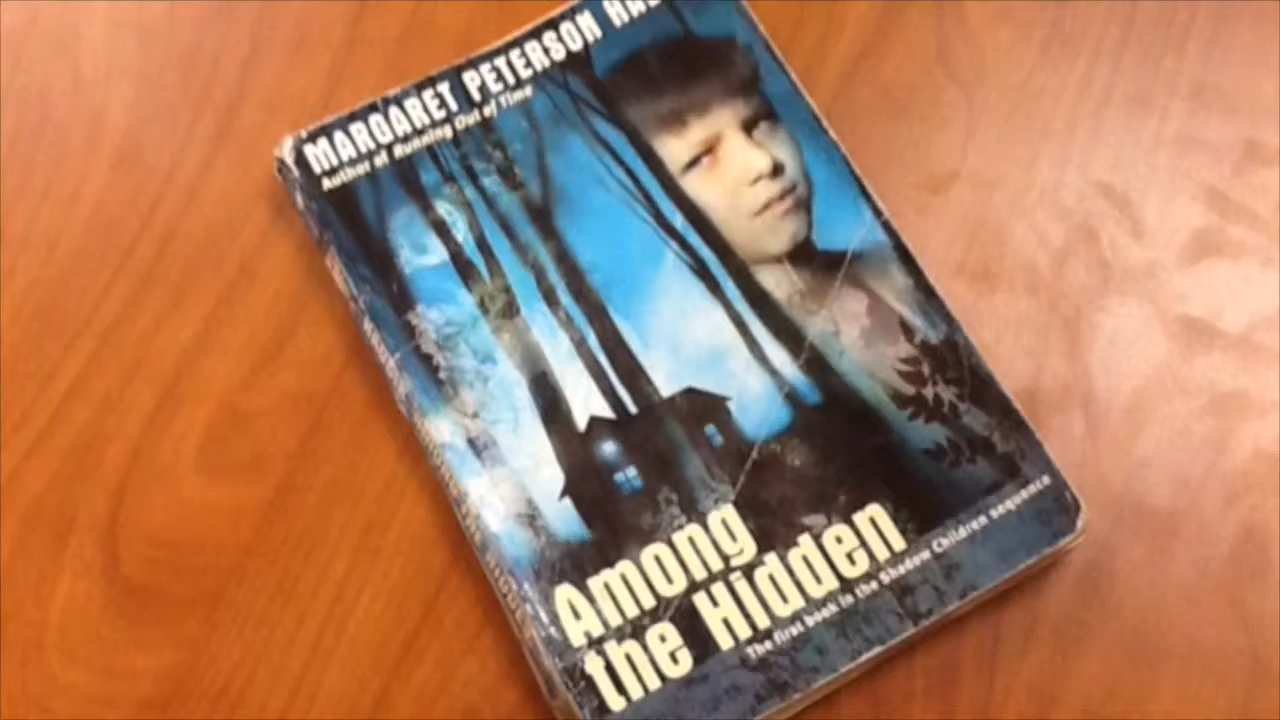 MARGARET PETERSON
Author of Running Out of Time
Among
the Hidden
The first book in the Shadow Children sequence